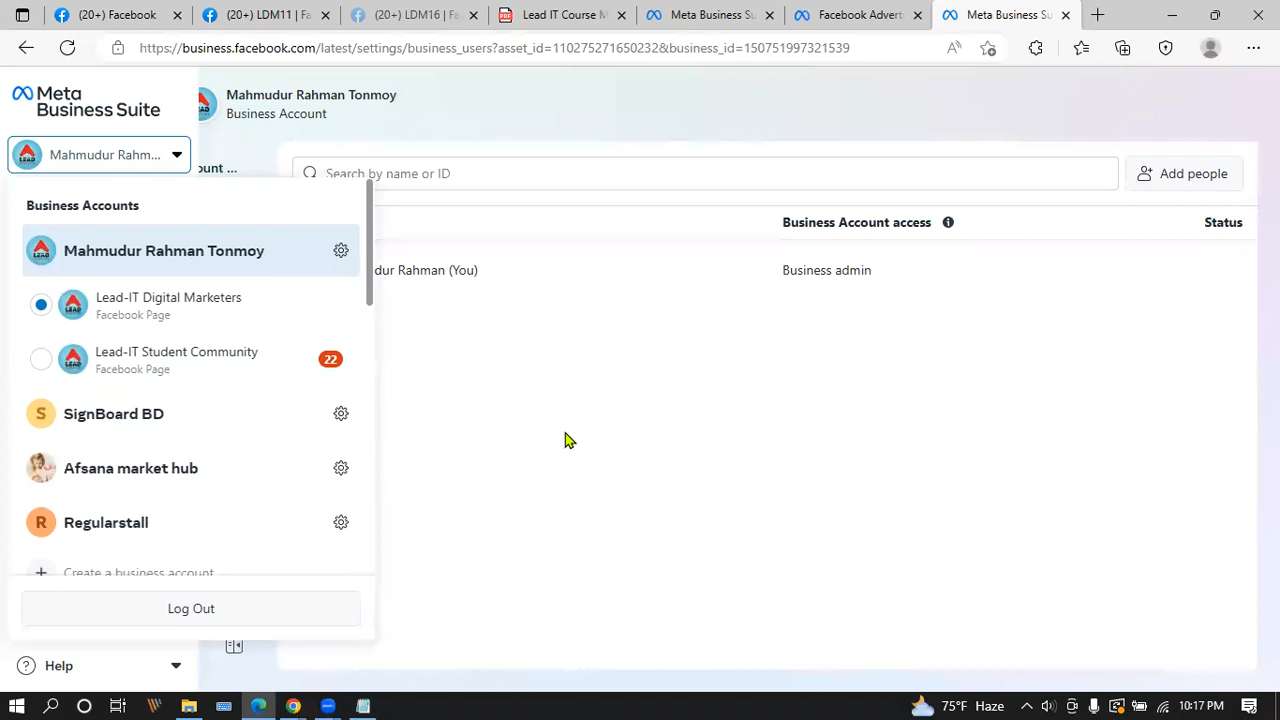 (20+) Facebook
(20+) LDM11 | Fa
(20+) LDM16 | Fa
Lead IT Course M
Meta Business Su
Facebook Advert
Meta Business Su
https://business.facebook.com/latest/settings/business_users?asset_id=110275271650232&business_id=150751997321539
Meta
Business Suite
Mahmudur Rahman Tonmoy
Business Account
Mahmudur Rahm...
ount ...
Search by name or ID
Add people
Business Accounts
Business Account access
Status
Mahmudur Rahman Tonmoy
dur Rahman (You)
Business admin
Lead-IT Digital Marketers
Facebook Page
Lead-IT Student Community
Facebook Page
22
S
SignBoard BD
Afsana market hub
R
Regularstall
Create a business account
Log Out
Help
75°F Haze
10:17 PM